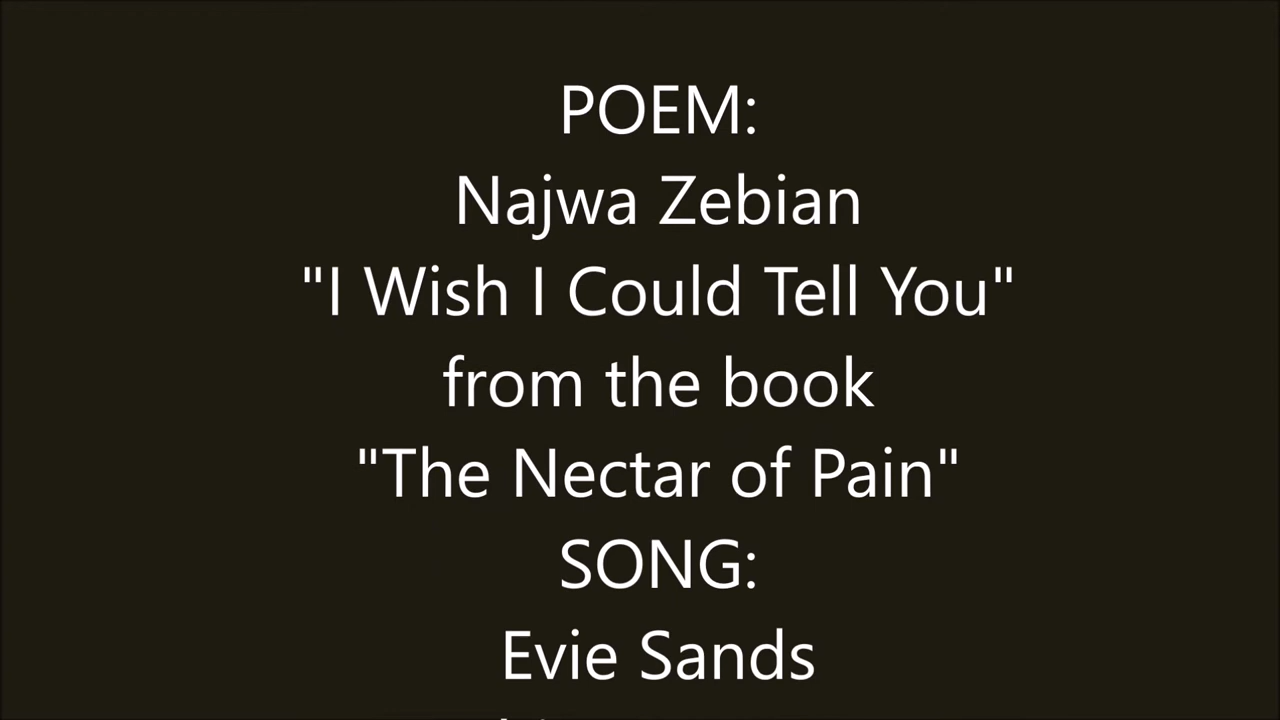 POEM:
Najwa Zebian
"I Wish I Could Tell You"
from the book
"The Nectar of Pain"
SONG:
Evie Sands